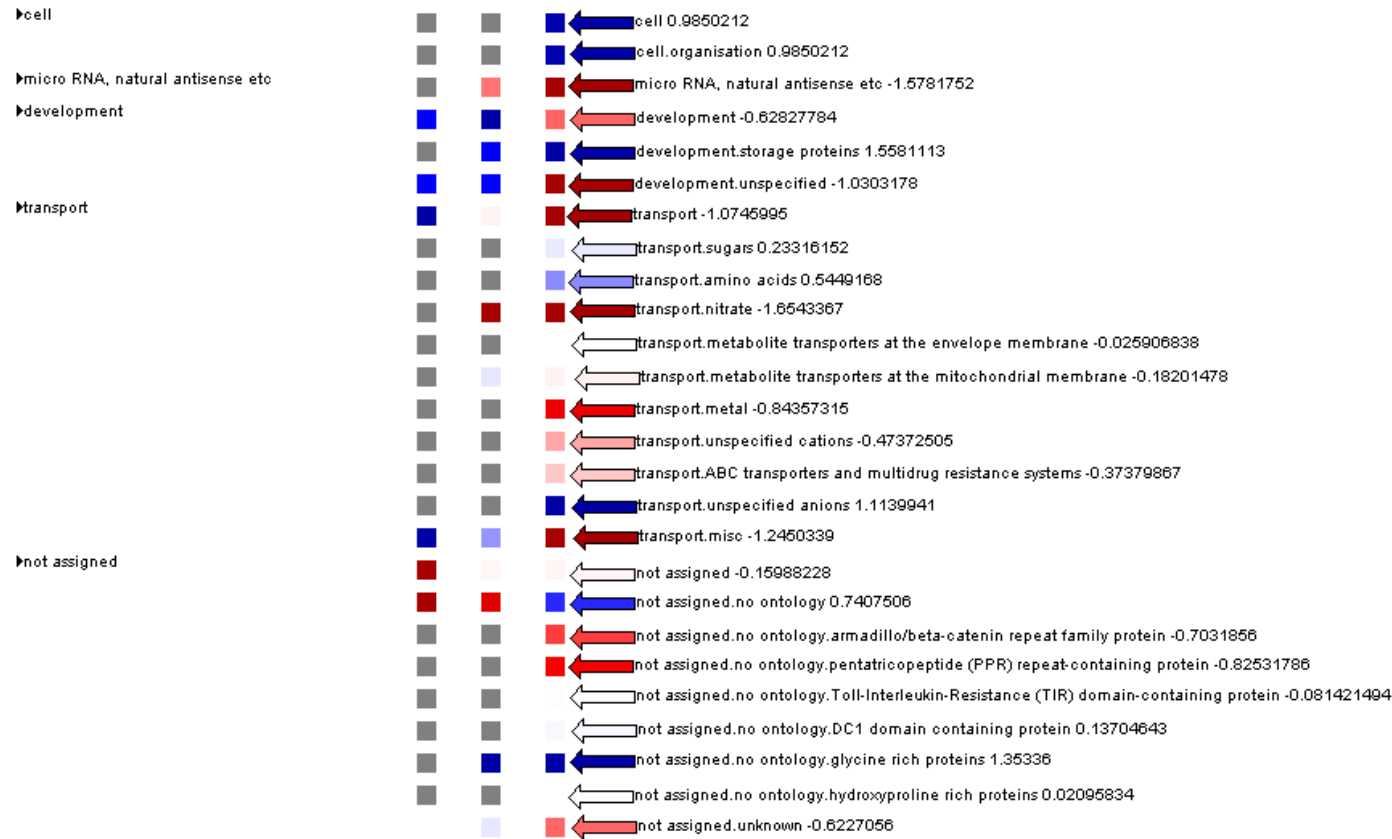 cell
cell 0.9850212
cell.organisation 0.9850212
micro RNA, natural antisense etc
micro RNA, natural antisense etc -1.5781752
development
development -0.62827784
development.storage proteins 1.5581113
development.unspecified -1.0303178
transport
transport -1.0745995
transport.sugars 0.23316152
transport.amino acids 0.5449168
transport.nitrate -1.6543367
transport.metabolite transporters at the envelope membrane -0.025906838
transport.metabolite transporters at the mitochondrial membrane -0.18201478
transport.metal -0.84357315
transport.unspecified cations -0.47372505
transport.ABC transporters and multidrug resistance systems -0.37379867
transport.unspecified anions 1.1139941
transport.misc -1.2450339
not assigned
not assigned -0.15988228
not assigned.no ontology 0.7407506
not assigned.no ontology.armadillo/beta-catenin repeat family protein -0.7031856
not assigned.no ontology.pentatricopeptide (PPR) repeat-containing protein -0.82531786
not assigned.no ontology.Toll-Interleukin-Resistance (TIR) domain-containing protein -0.081421494
not assigned.no ontology.DC1 domain containing protein 0.13704643
not assigned.no ontology.glycine rich proteins 1.35336
not assigned.no ontology.hydroxyproline rich proteins 0.02095834
not assigned.unknown -0.6227056